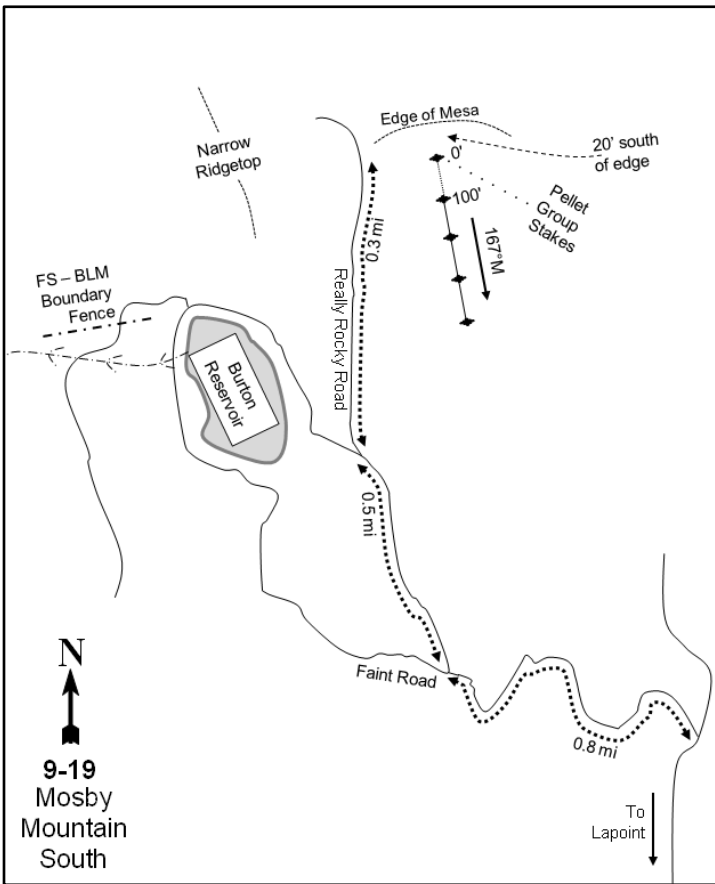 Edge of Mesa
Narrow
Ridgetop
20' south
of edge
0'
100'
Pellet
Group
Stakes
167°M
0.3 mi
Really Rocky Road
FS – BLM
Boundary
Fence
Burton
Reservoir
0.5 mi
Faint Road
0.8 mi
N
9-19
Mosby
Mountain
South
To
Lapoint